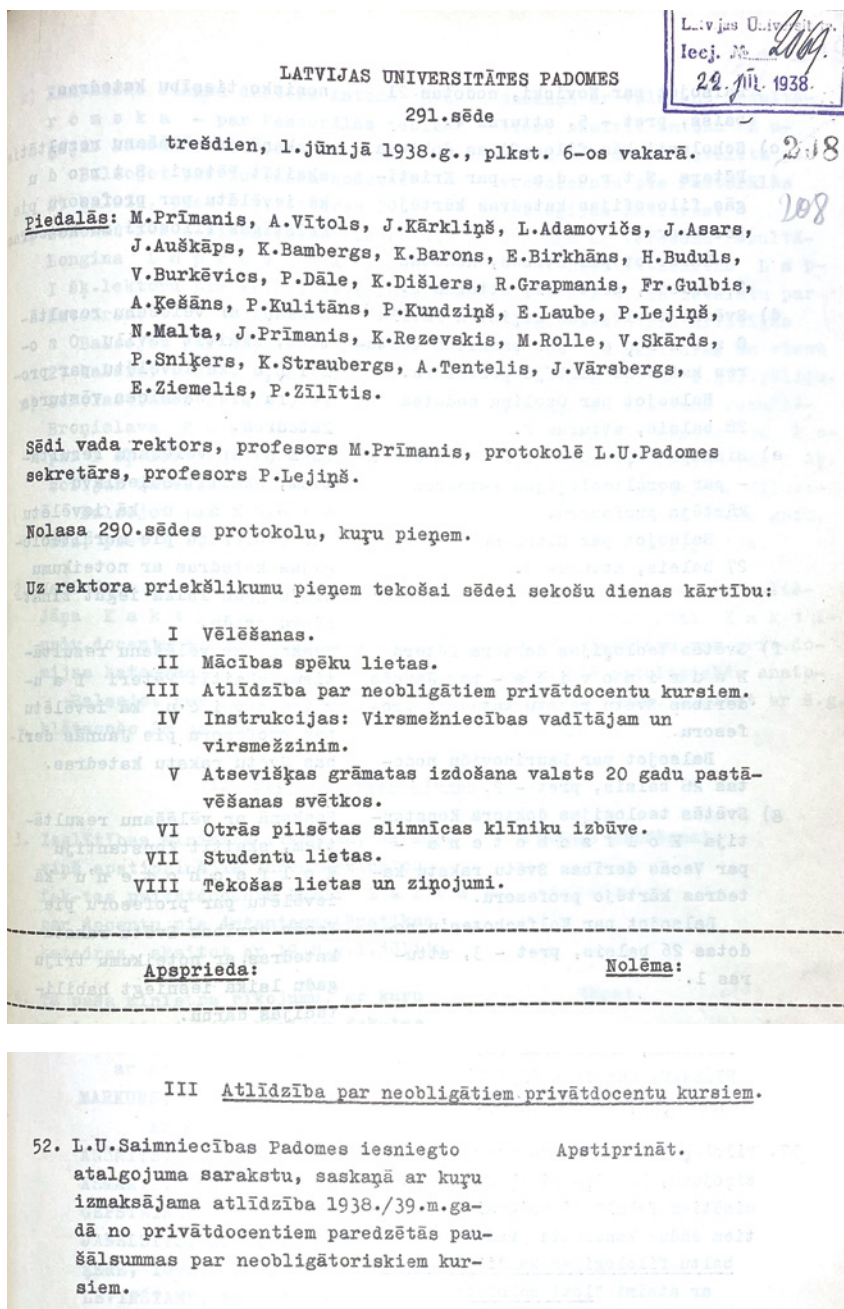 Latvijas Universitāte.
Ieej. № 2069.
22. VIII. 1938.
LATVIJAS UNIVERSITĀTES PADOMES
291.sēde
trešdien, 1.jūnijā 1938.g., plkst. 6-os vakarā.
208
Piedalās: M.Prīmanis, A.Vītols, J.Kārkliņš, L.Adamovičs, J.Asars,
J.Auškāps, K.Bambergs, K.Barons, E.Birkhāns, H.Buduls,
V.Burkēvics, P.Dāle, K.Dišlers, R.Grapmanis, Fr.Gulbis,
A.Ķešāns, P.Kulitāns, P.Kundziņš, E.Laube, P.Lejiņš,
N.Malta, J.Prīmanis, K.Rezevskis, M.Rolle, V.Skārds,
P.Sniķers, K.Straubergs, A.Tentelis, J.Vārsbergs,
E.Ziemelis, P.Zīlītis.
Sēdi vada rektors, profesors M.Prīmanis, protokolē L.U.Padomes
sekretārs, profesors P.Lejiņš.
Nolasa 290.sēdes protokolu, kuŗu pieņem.
Uz rektora priekšlikumu pieņem tekošai sēdei sekošu dienas kārtību:
I Vēlēšanas.
II Mācības spēku lietas.
III Atlīdzība par neobligātiem privātdocentu kursiem.
IV Instrukcijas: Virsmežniecības vadītājam un
virsmežzinim.
V Atsevišķas grāmatas izdošana valsts 20 gadu pastā-
vēšanas svētkos.
VI Otrās pilsētas slimnīcas klīniku izbūve.
VII Studentu lietas.
VIII Tekošas lietas un ziņojumi.
Apsprieda: Nolēma:
III Atlīdzība par neobligātiem privātdocentu kursiem.
52. L.U.Saimniecības Padomes iesniegto Apstiprināt.
atalgojuma sarakstu, saskaņā ar kuŗu
izmaksājama atlīdzība 1938./39.m.ga-
dā no privātdocentiem paredzētās pau-
šālsummas par neobligātoriskiem kur-
siem.